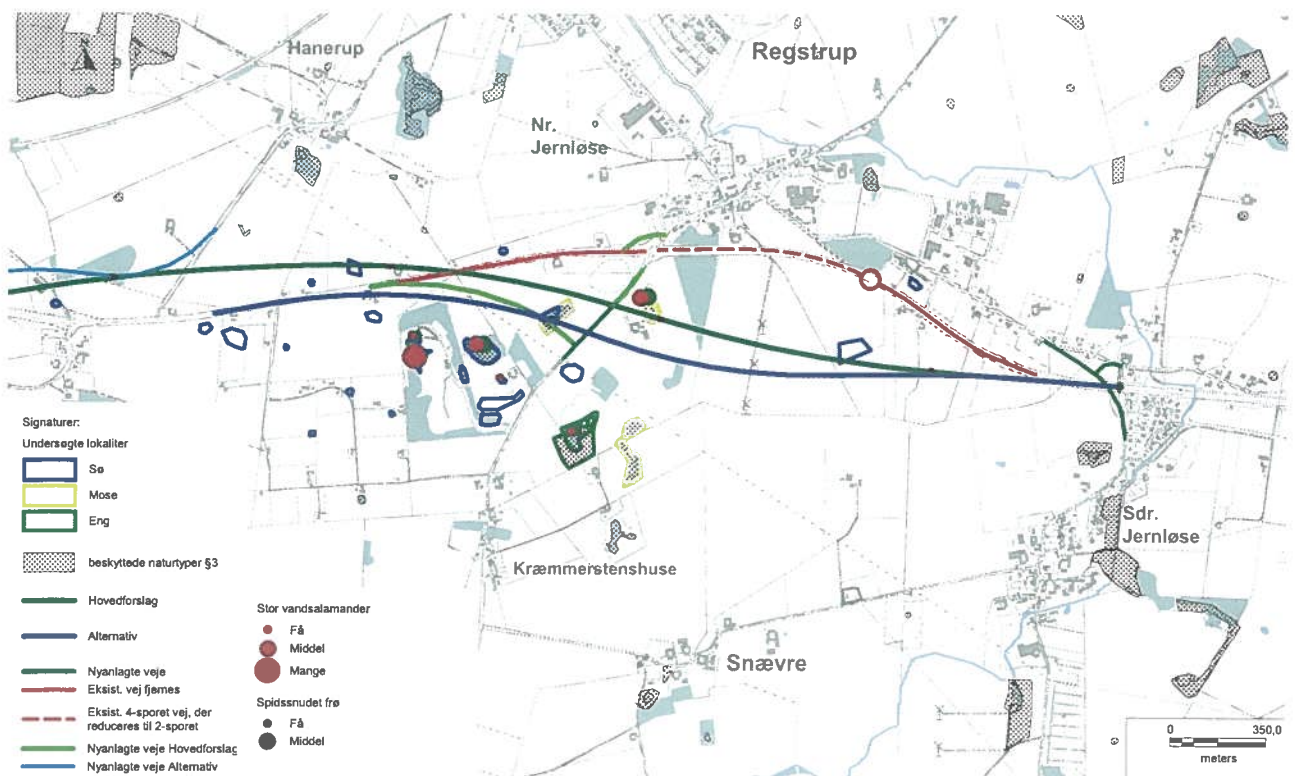 Hanerup
Regstrup
Nr.
Jernløse
Signaturer:
Undersøgte lokaliter
Sø
Mose
Eng
beskyttede naturtyper §3
Hovedforslag
Alternativ
Nyanlagte veje
Eksist. vej fjernes
Eksist. 4-sporet vej, der
reduceres til 2-sporet
Nyanlagte veje Hovedforslag
Nyanlagte veje Alternativ
Stor vandsalamander
Få
Middel
Mange
Spidssnudet frø
Få
Middel
Kræmmerstenshuse
Snævre
Sdr.
Jernløse
0 350,0
meters